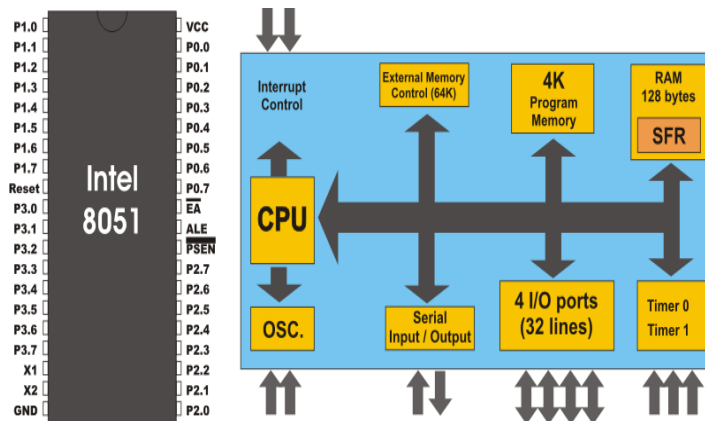 P1.0
P1.1
P1.2
P1.3
P1.4
P1.5
P1.6
P1.7
Reset
P3.0
P3.1
P3.2
P3.3
P3.4
P3.5
P3.6
P3.7
X1
X2
GND
Intel
8051
VCC
P0.0
P0.1
P0.2
P0.3
P0.4
P0.5
P0.6
P0.7
EA
ALE
PSEN
P2.7
P2.6
P2.5
P2.4
P2.3
P2.2
P2.1
P2.0
Interrupt
Control
External Memory
Control (64K)
4K
Program
Memory
RAM
128 bytes
SFR
CPU
OSC.
Serial
Input / Output
4 I/O ports
(32 lines)
Timer 0
Timer 1